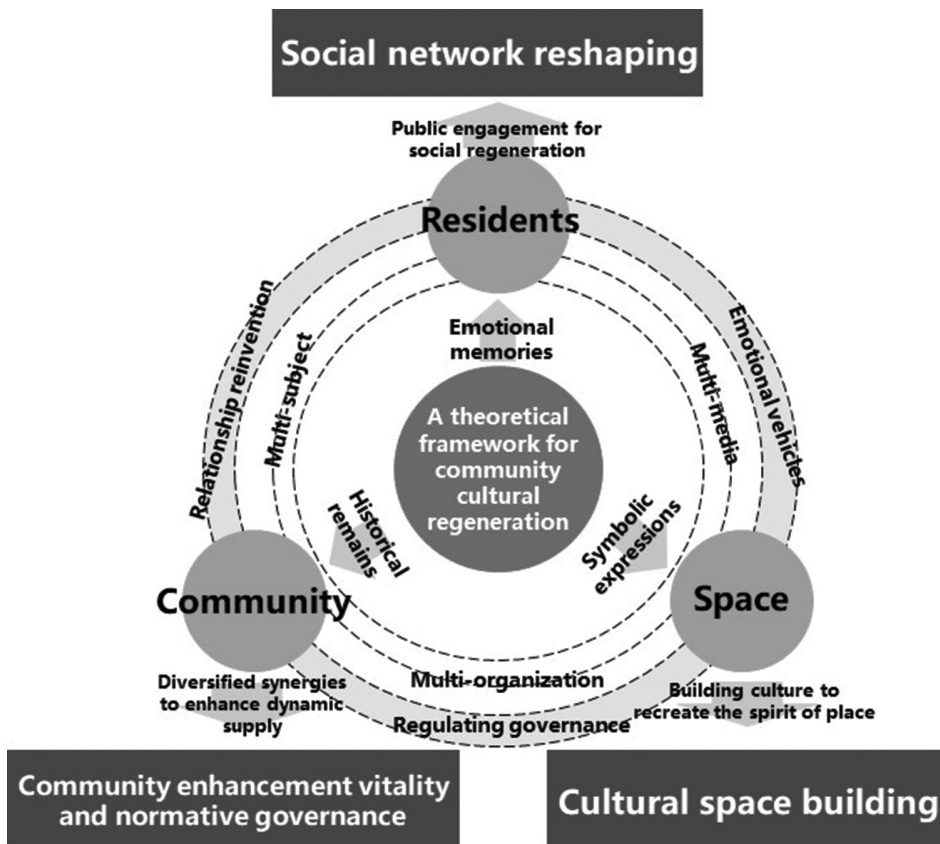 Social network reshaping
Public engagement for
social regeneration
Residents
Emotional
memories
Relationship reinvention
Multi-subject
Multi-media
Emotional vehicles
A theoretical
framework for
community
cultural
regeneration
Historical
remains
Symbolic
expressions
Community
Space
Multi-organization
Regulating governance
Diversified synergies
to enhance dynamic
supply
Building culture to
recreate the spirit of place
Community enhancement vitality
and normative governance
Cultural space building